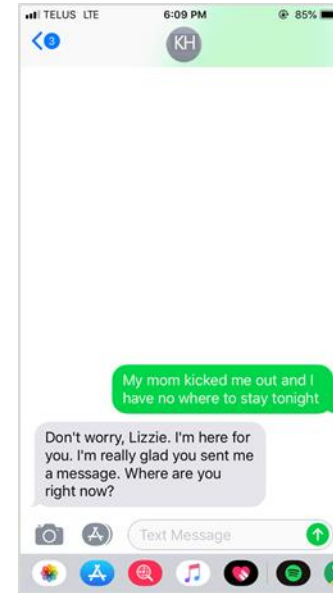 TELUS LTE 6:09 PM 85%
3
KH
My mom kicked me out and I
have no where to stay tonight
Don't worry, Lizzie. I'm here for
you. I'm really glad you sent me
a message. Where are you
right now?
Text Message